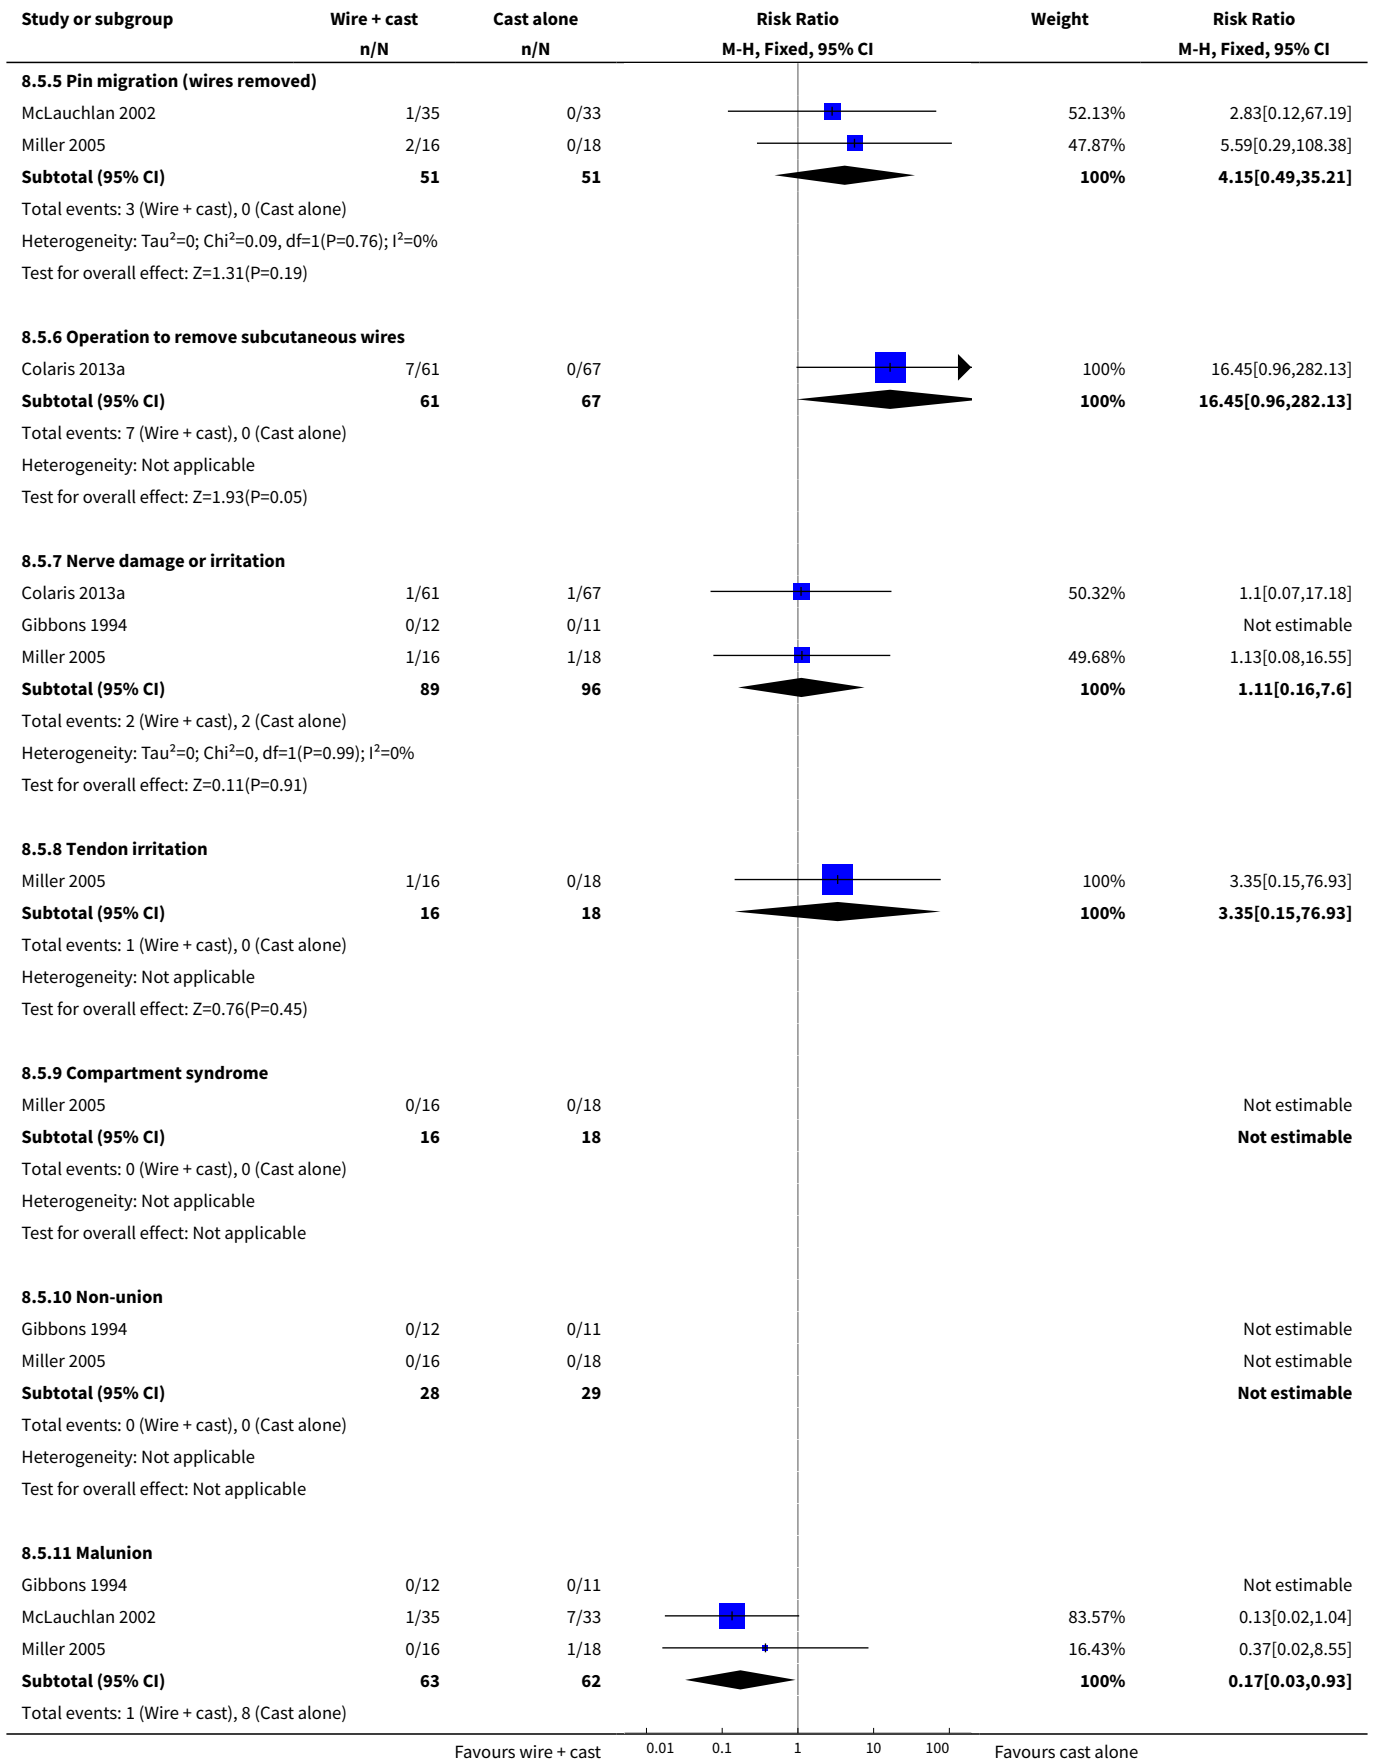 Study or subgroup Wire + cast Cast alone Risk Ratio Weight Risk Ratio
n/N n/N M-H, Fixed, 95% CI M-H, Fixed, 95% CI
8.5.5 Pin migration (wires removed)
McLauchlan 2002 1/35 0/33 52.13% 2.83[0.12,67.19]
Miller 2005 2/16 0/18 47.87% 5.59[0.29,108.38]
Subtotal (95% CI) 51 51 100% 4.15[0.49,35.21]
Total events: 3 (Wire + cast), 0 (Cast alone)
Heterogeneity: Tau²=0; Chi²=0.09, df=1(P=0.76); I²=0%
Test for overall effect: Z=1.31(P=0.19)
8.5.6 Operation to remove subcutaneous wires
Colaris 2013a 7/61 0/67 100% 16.45[0.96,282.13]
Subtotal (95% CI) 61 67 100% 16.45[0.96,282.13]
Total events: 7 (Wire + cast), 0 (Cast alone)
Heterogeneity: Not applicable
Test for overall effect: Z=1.93(P=0.05)
8.5.7 Nerve damage or irritation
Colaris 2013a 1/61 1/67 50.32% 1.1[0.07,17.18]
Gibbons 1994 0/12 0/11 Not estimable
Miller 2005 1/16 1/18 49.68% 1.13[0.08,16.55]
Subtotal (95% CI) 89 96 100% 1.11[0.16,7.6]
Total events: 2 (Wire + cast), 2 (Cast alone)
Heterogeneity: Tau²=0; Chi²=0, df=1(P=0.99); I²=0%
Test for overall effect: Z=0.11(P=0.91)
8.5.8 Tendon irritation
Miller 2005 1/16 0/18 100% 3.35[0.15,76.93]
Subtotal (95% CI) 16 18 100% 3.35[0.15,76.93]
Total events: 1 (Wire + cast), 0 (Cast alone)
Heterogeneity: Not applicable
Test for overall effect: Z=0.76(P=0.45)
8.5.9 Compartment syndrome
Miller 2005 0/16 0/18 Not estimable
Subtotal (95% CI) 16 18 Not estimable
Total events: 0 (Wire + cast), 0 (Cast alone)
Heterogeneity: Not applicable
Test for overall effect: Not applicable
8.5.10 Non-union
Gibbons 1994 0/12 0/11 Not estimable
Miller 2005 0/16 0/18 Not estimable
Subtotal (95% CI) 28 29 Not estimable
Total events: 0 (Wire + cast), 0 (Cast alone)
Heterogeneity: Not applicable
Test for overall effect: Not applicable
8.5.11 Malunion
Gibbons 1994 0/12 0/11 Not estimable
McLauchlan 2002 1/35 7/33 83.57% 0.13[0.02,1.04]
Miller 2005 0/16 1/18 16.43% 0.37[0.02,8.55]
Subtotal (95% CI) 63 62 100% 0.17[0.03,0.93]
Total events: 1 (Wire + cast), 8 (Cast alone)
Favours wire + cast 0.01 0.1 1 10 100 Favours cast alone